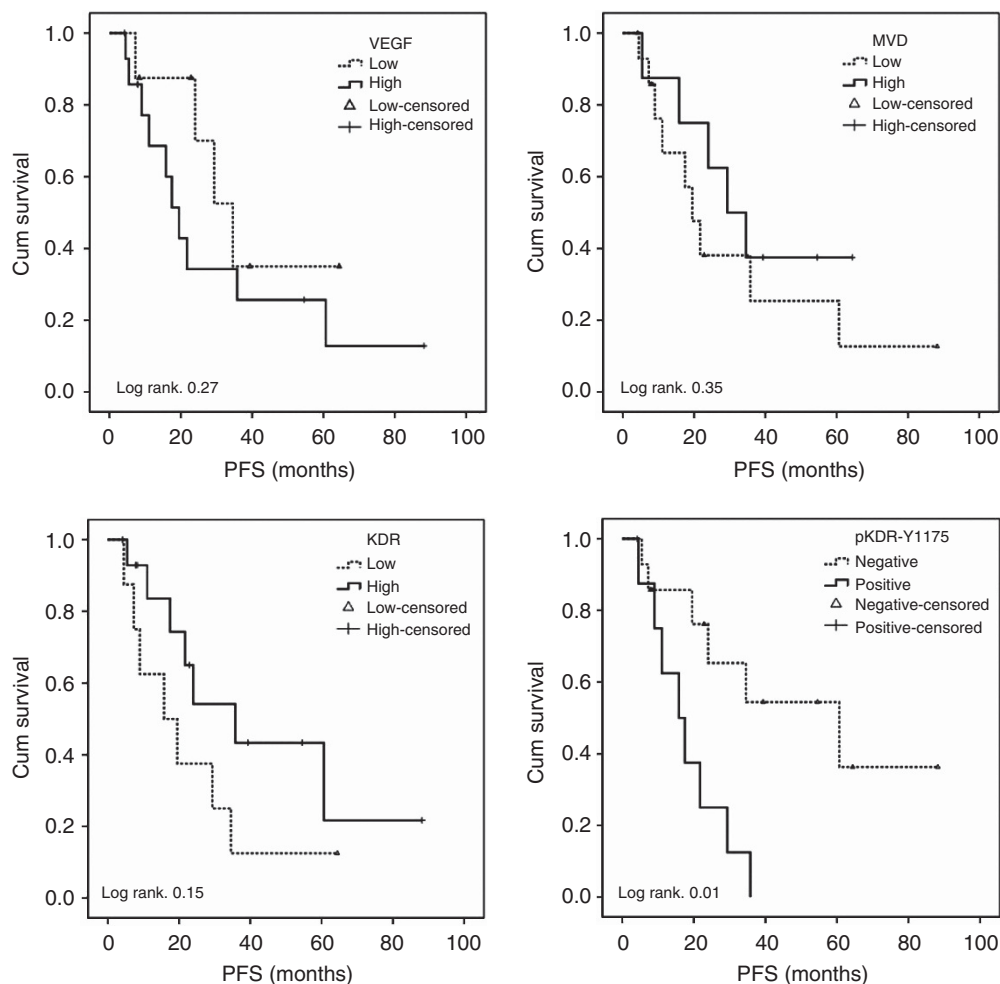 VEGF
Low
High
Low-censored
High-censored
1.0
0.8
0.6
0.4
0.2
0.0
Cum survival
Log rank. 0.27
0 20 40 60 80 100
PFS (months)
MVD
Low
High
Low-censored
High-censored
1.0
0.8
0.6
0.4
0.2
0.0
Cum survival
Log rank. 0.35
0 20 40 60 80 100
PFS (months)
KDR
Low
High
Low-censored
High-censored
1.0
0.8
0.6
0.4
0.2
0.0
Cum survival
Log rank. 0.15
0 20 40 60 80 100
PFS (months)
pKDR-Y1175
Negative
Positive
Negative-censored
Positive-censored
1.0
0.8
0.6
0.4
0.2
0.0
Cum survival
Log rank. 0.01
0 20 40 60 80 100
PFS (months)